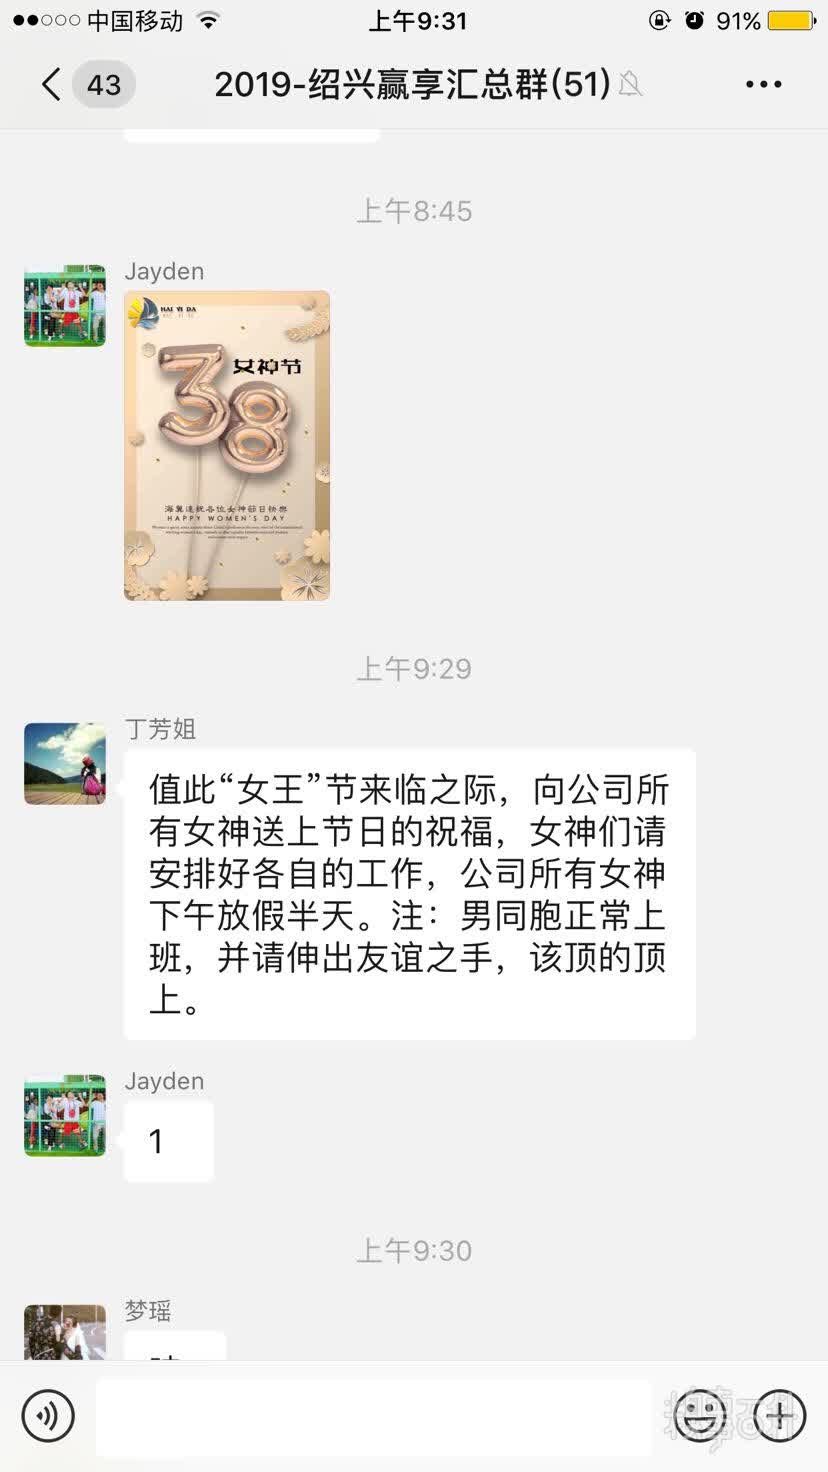 中国移动
上午9:31
91%
43
2019-绍兴赢享汇总群(51)
上午8:45
Jayden
HAI YI DA
38
女神节
海翼达祝各位女神節日快樂
HAPPY WOMEN'S DAY
上午9:29
丁芳姐
值此“女王”节来临之际，向公司所
有女神送上节日的祝福，女神们请
安排好各自的工作，公司所有女神
下午放假半天。注：男同胞正常上
班，并请伸出友谊之手，该顶的顶
上。
Jayden
1
上午9:30
梦瑶